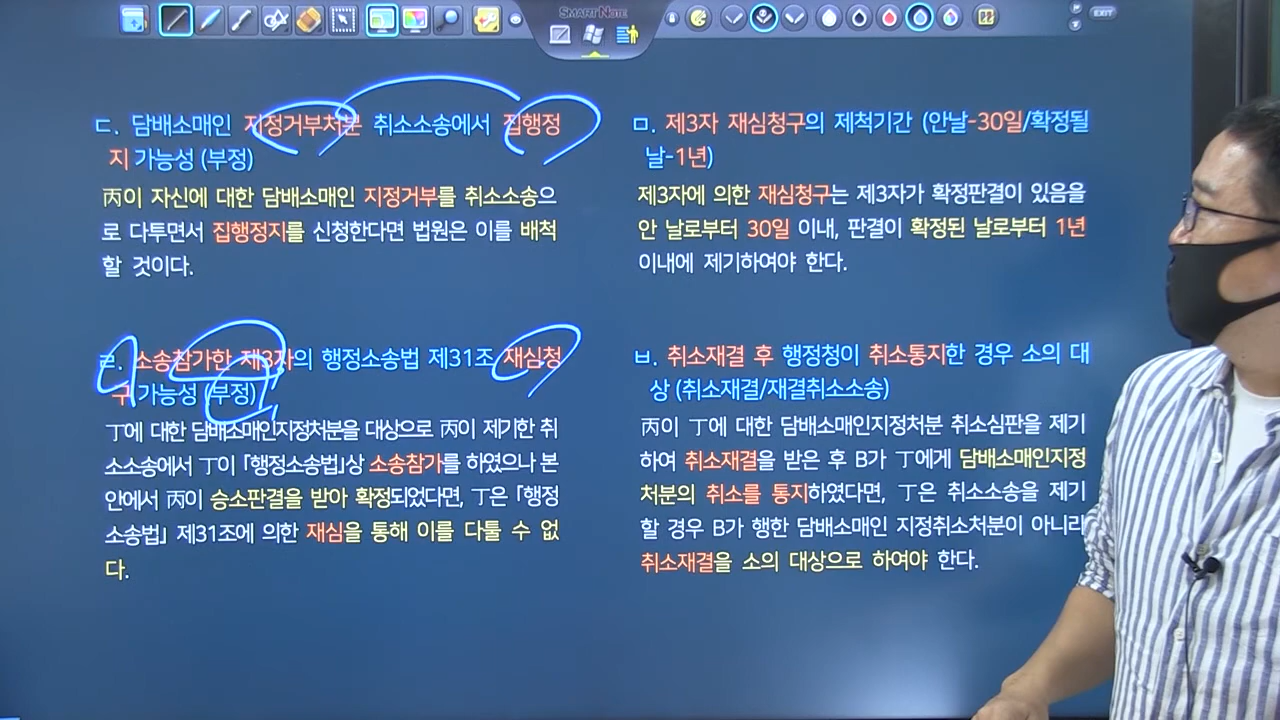 SMART NOTE
EXIT
ㄷ. 담배소매인 지정거부처분 취소소송에서 집행정
지 가능성 (부정)
丙이 자신에 대한 담배소매인 지정거부를 취소소송으
로 다투면서 집행정지를 신청한다면 법원은 이를 배척
할 것이다.
ㄹ. 소송참가한 제3자의 행정소송법 제31조 재심청
구 가능성 (부정)
丁에 대한 담배소매인지정처분을 대상으로 丙이 제기한 취
소소송에서 丁이 「행정소송법」상 소송참가를 하였으나 본
안에서 丙이 승소판결을 받아 확정되었다면, 丁은 「행정
소송법」 제31조에 의한 재심을 통해 이를 다툴 수 없
다.
ㅁ. 제3자 재심청구의 제척기간 (안날-30일/확정될
날-1년)
제3자에 의한 재심청구는 제3자가 확정판결이 있음을
안 날로부터 30일 이내, 판결이 확정된 날로부터 1년
이내에 제기하여야 한다.
ㅂ. 취소재결 후 행정청이 취소통지한 경우 소의 대
상 (취소재결/재결취소소송)
丙이 丁에 대한 담배소매인지정처분 취소심판을 제기
하여 취소재결을 받은 후 B가 丁에게 담배소매인지정
처분의 취소를 통지하였다면, 丁은 취소소송을 제기
할 경우 B가 행한 담배소매인 지정취소처분이 아니라
취소재결을 소의 대상으로 하여야 한다.